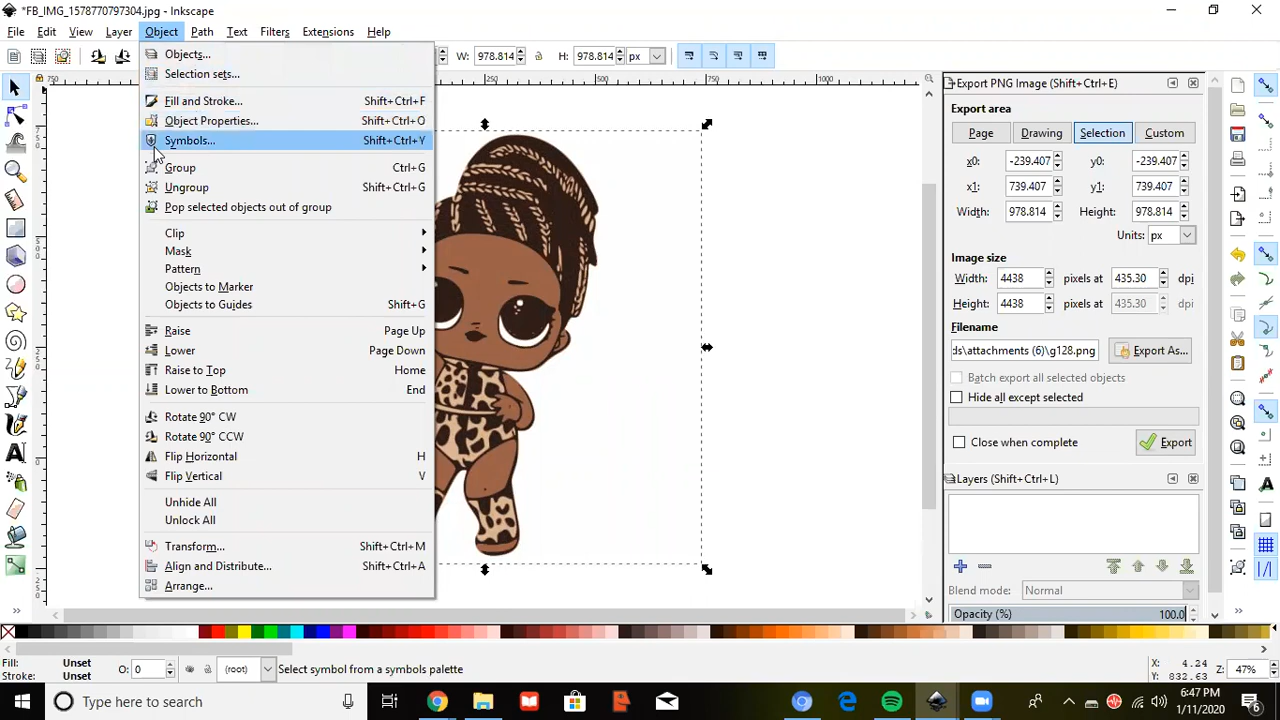 *FB_IMG_1578770797304.jpg - Inkscape
File Edit View Layer Object Path Text Filters Extensions Help
W: 978.814 H: 978.814 px
Objects...
Selection sets...
Fill and Stroke... Shift+Ctrl+F
Object Properties... Shift+Ctrl+O
Symbols... Shift+Ctrl+Y
Group Ctrl+G
Ungroup Shift+Ctrl+G
Pop selected objects out of group
Clip
Mask
Pattern
Objects to Marker
Objects to Guides Shift+G
Raise Page Up
Lower Page Down
Raise to Top Home
Lower to Bottom End
Rotate 90° CW
Rotate 90° CCW
Flip Horizontal H
Flip Vertical V
Unhide All
Unlock All
Transform... Shift+Ctrl+M
Align and Distribute... Shift+Ctrl+A
Arrange...
750 250 500 750 1000
Export PNG Image (Shift+Ctrl+E)
Export area
Page Drawing Selection Custom
x0: -239.407 y0: -239.407
x1: 739.407 y1: 739.407
Width: 978.814 Height: 978.814
Units: px
Image size
Width: 4438 pixels at 435.30 dpi
Height: 4438 pixels at 435.30 dpi
Filename
ds\attachments (6)\g128.png Export As...
Batch export all selected objects
Hide all except selected
Close when complete Export
Layers (Shift+Ctrl+L)
Blend mode: Normal
Opacity (%) 100.0
Fill: Unset
Stroke: Unset
O: 0 (root) Select symbol from a symbols palette
X: 4.24
Y: 832.63
Z: 47%
Type here to search
6:47 PM
1/11/2020
6